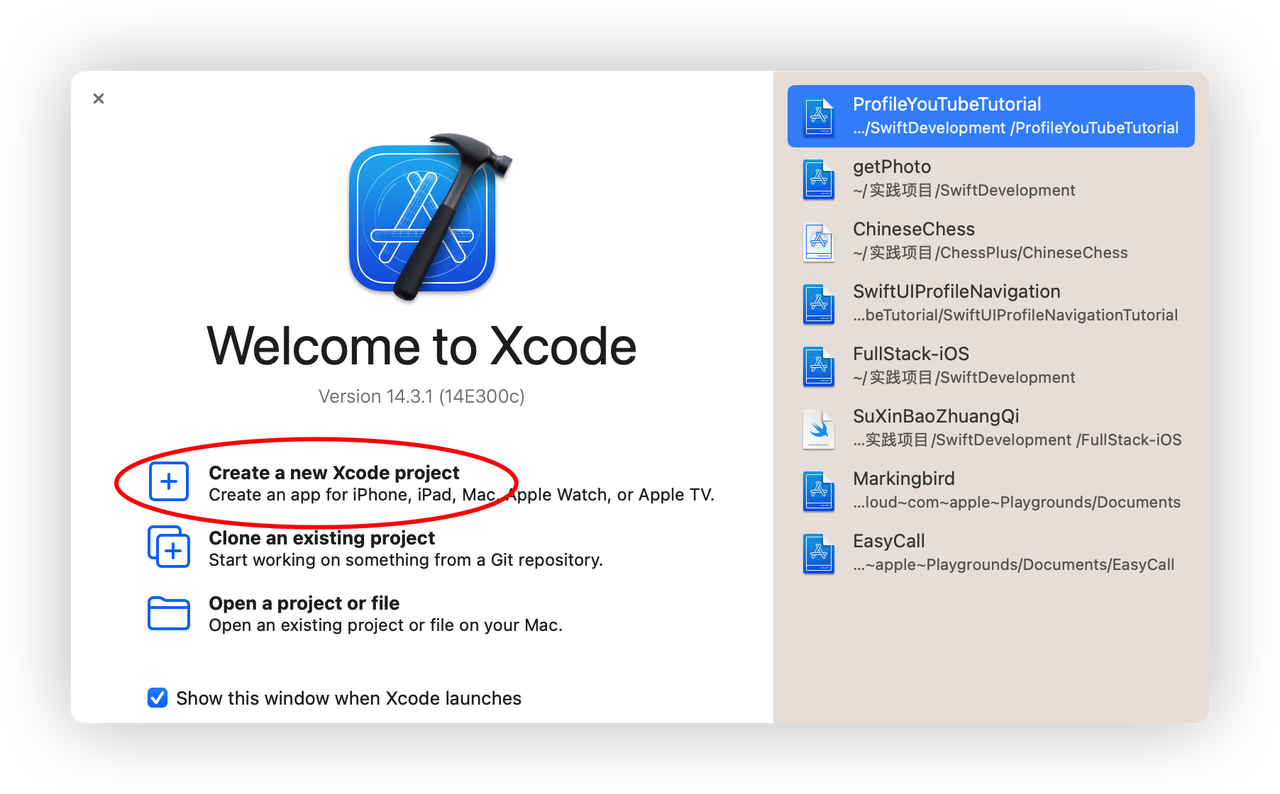 Welcome to Xcode
Version 14.3.1 (14E300c)
Create a new Xcode project
Create an app for iPhone, iPad, Mac, Apple Watch, or Apple TV.
Clone an existing project
Start working on something from a Git repository.
Open a project or file
Open an existing project or file on your Mac.
Show this window when Xcode launches
ProfileYouTubeTutorial
.../SwiftDevelopment /ProfileYouTubeTutorial
getPhoto
~/实践项目/SwiftDevelopment
ChineseChess
~/实践项目/ChessPlus/ChineseChess
SwiftUIProfileNavigation
...beTutorial/SwiftUIProfileNavigationTutorial
FullStack-iOS
~/实践项目/SwiftDevelopment
SuXinBaoZhuangQi
...实践项目/SwiftDevelopment /FullStack-iOS
Markingbird
...loud~com~apple~Playgrounds/Documents
EasyCall
...~apple~Playgrounds/Documents/EasyCall